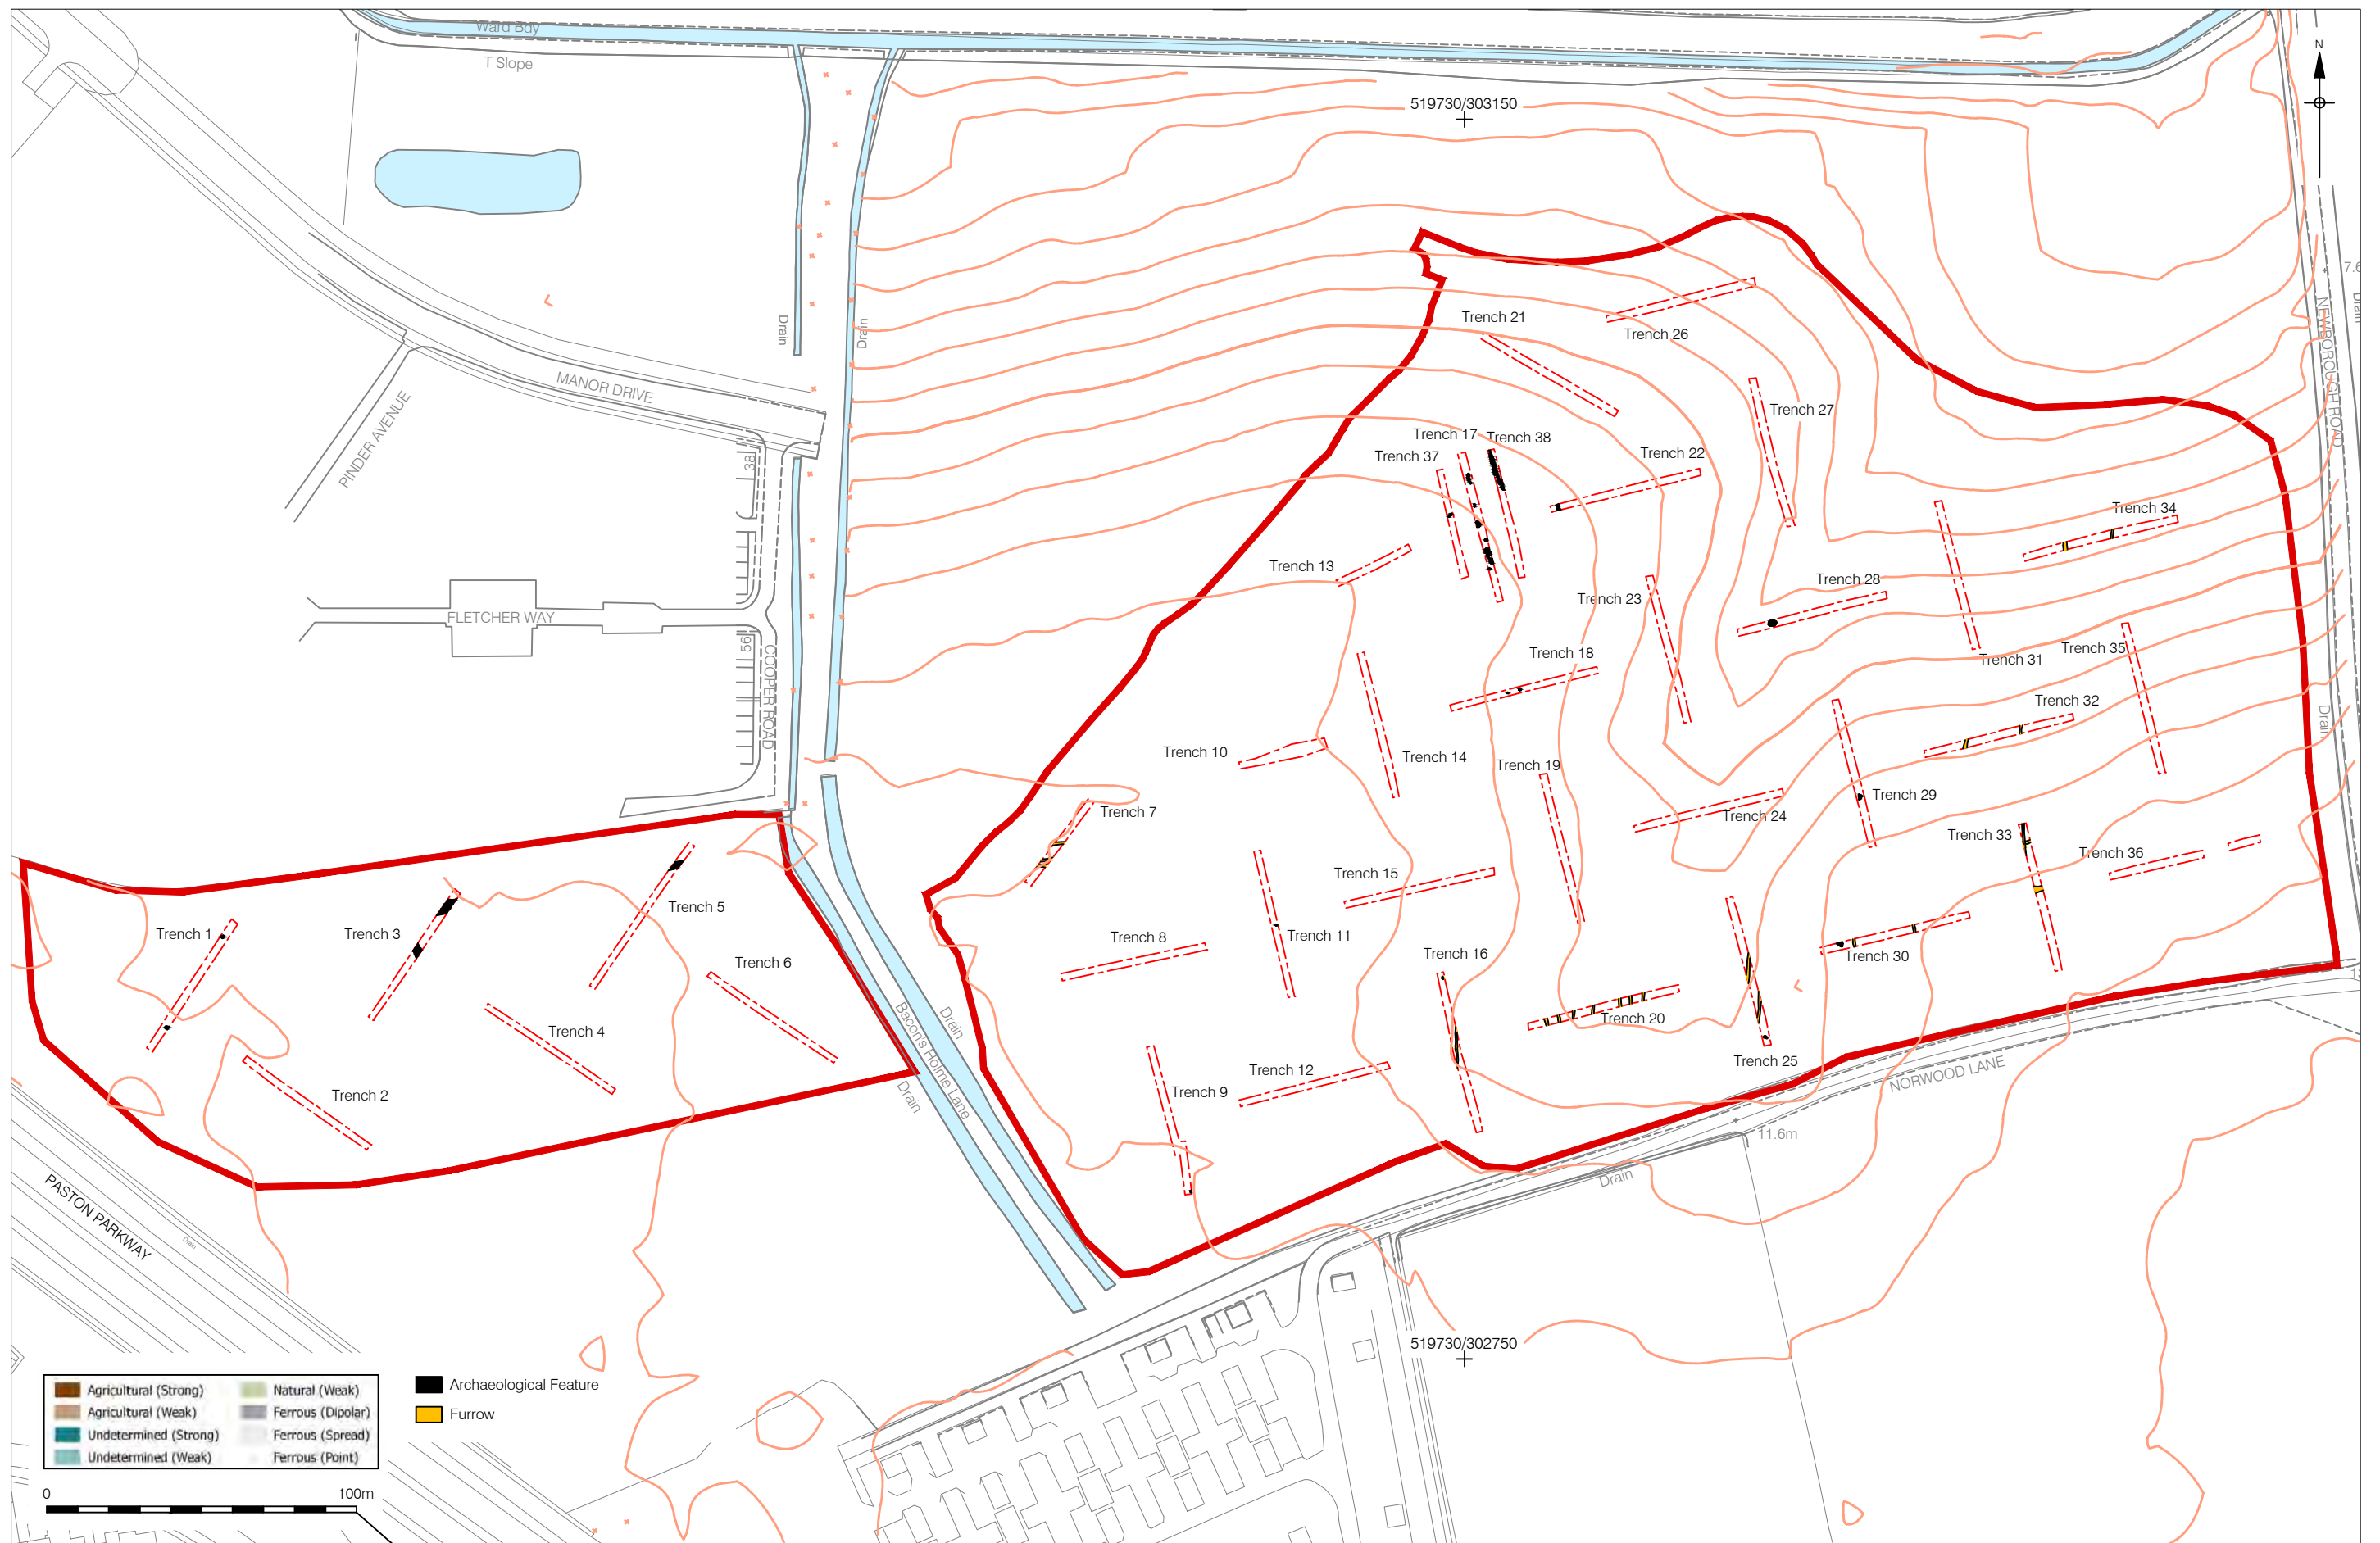 Ward Bdy
T Slope
519730/303150
N
7.6
Drain
NEWBOROUGH ROAD
Drain
Drain
MANOR DRIVE
PINDER AVENUE
38
FLETCHER WAY
56
COOPER ROAD
Trench 21
Trench 26
Trench 27
Trench 17
Trench 38
Trench 37
Trench 22
Trench 34
Trench 13
Trench 23
Trench 28
Trench 18
Trench 31
Trench 35
Trench 32
Drain
Trench 10
Trench 14
Trench 19
Trench 29
Trench 24
Trench 7
Trench 33
Trench 36
Trench 15
Trench 5
Trench 1
Trench 3
Trench 8
Trench 11
Trench 16
Trench 30
Trench 6
Trench 4
Trench 20
Trench 25
Drain
Bacon's Holme Lane
Drain
Trench 2
Trench 9
Trench 12
NORWOOD LANE
11.6m
Drain
PASTON PARKWAY
Drain
519730/302750
Agricultural (Strong)
Agricultural (Weak)
Undetermined (Strong)
Undetermined (Weak)
Natural (Weak)
Ferrous (Dipolar)
Ferrous (Spread)
Ferrous (Point)
Archaeological Feature
Furrow
0
100m